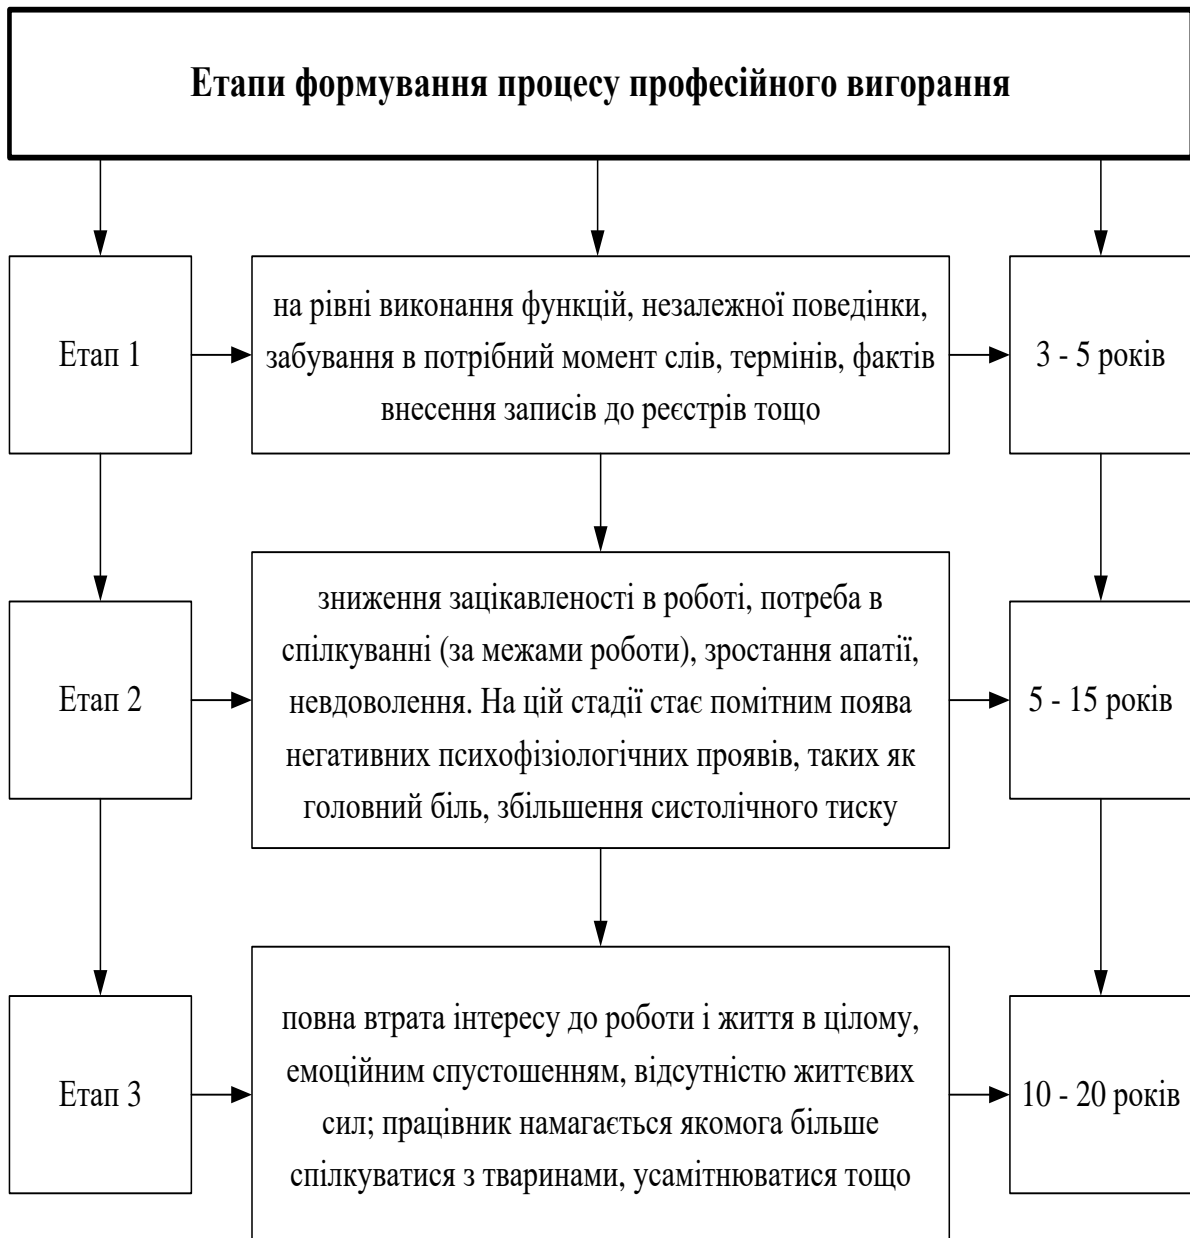 Етапи формування процесу професійного вигорання
Етап 1
на рівні виконання функцій, незалежної поведінки,
забування в потрібний момент слів, термінів, фактів
внесення записів до реєстрів тощо
3 - 5 років
Етап 2
зниження зацікавленості в роботі, потреба в
спілкуванні (за межами роботи), зростання апатії,
невдоволення. На цій стадії стає помітним поява
негативних психофізіологічних проявів, таких як
головний біль, збільшення систолічного тиску
5 - 15 років
Етап 3
повна втрата інтересу до роботи і життя в цілому,
емоційним спустошенням, відсутністю життєвих
сил; працівник намагається якомога більше
спілкуватися з тваринами, усамітнюватися тощо
10 - 20 років